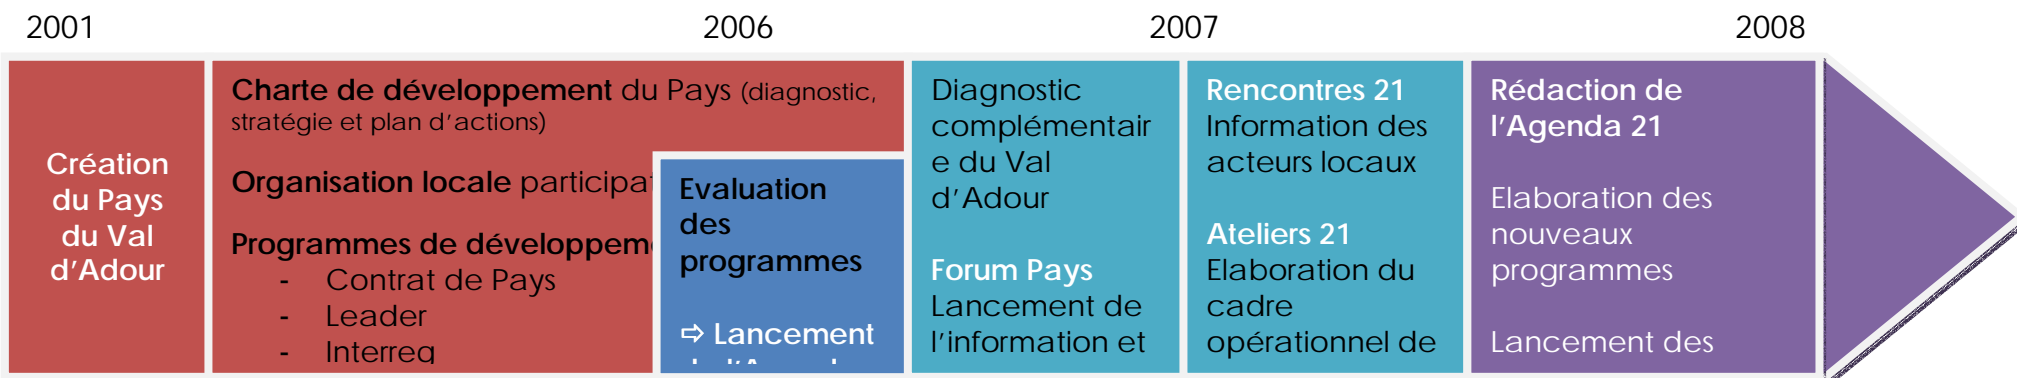 2001
2006
2007
2008
Création
du Pays
du Val
d’Adour
Charte de développement du Pays (diagnostic,
stratégie et plan d’actions)
Organisation locale
Programmes de
- Contrat de Pays
- Leader
- Interreg
Evaluation
des
programmes
⇨ Lancement
Diagnostic
complémentair
e du Val
d’Adour
Forum Pays
Lancement de
l’information et
Rencontres 21
Information des
acteurs locaux
Ateliers 21
Elaboration du
cadre
opérationnel de
Rédaction de
l’Agenda 21
Elaboration des
nouveaux
programmes
Lancement des